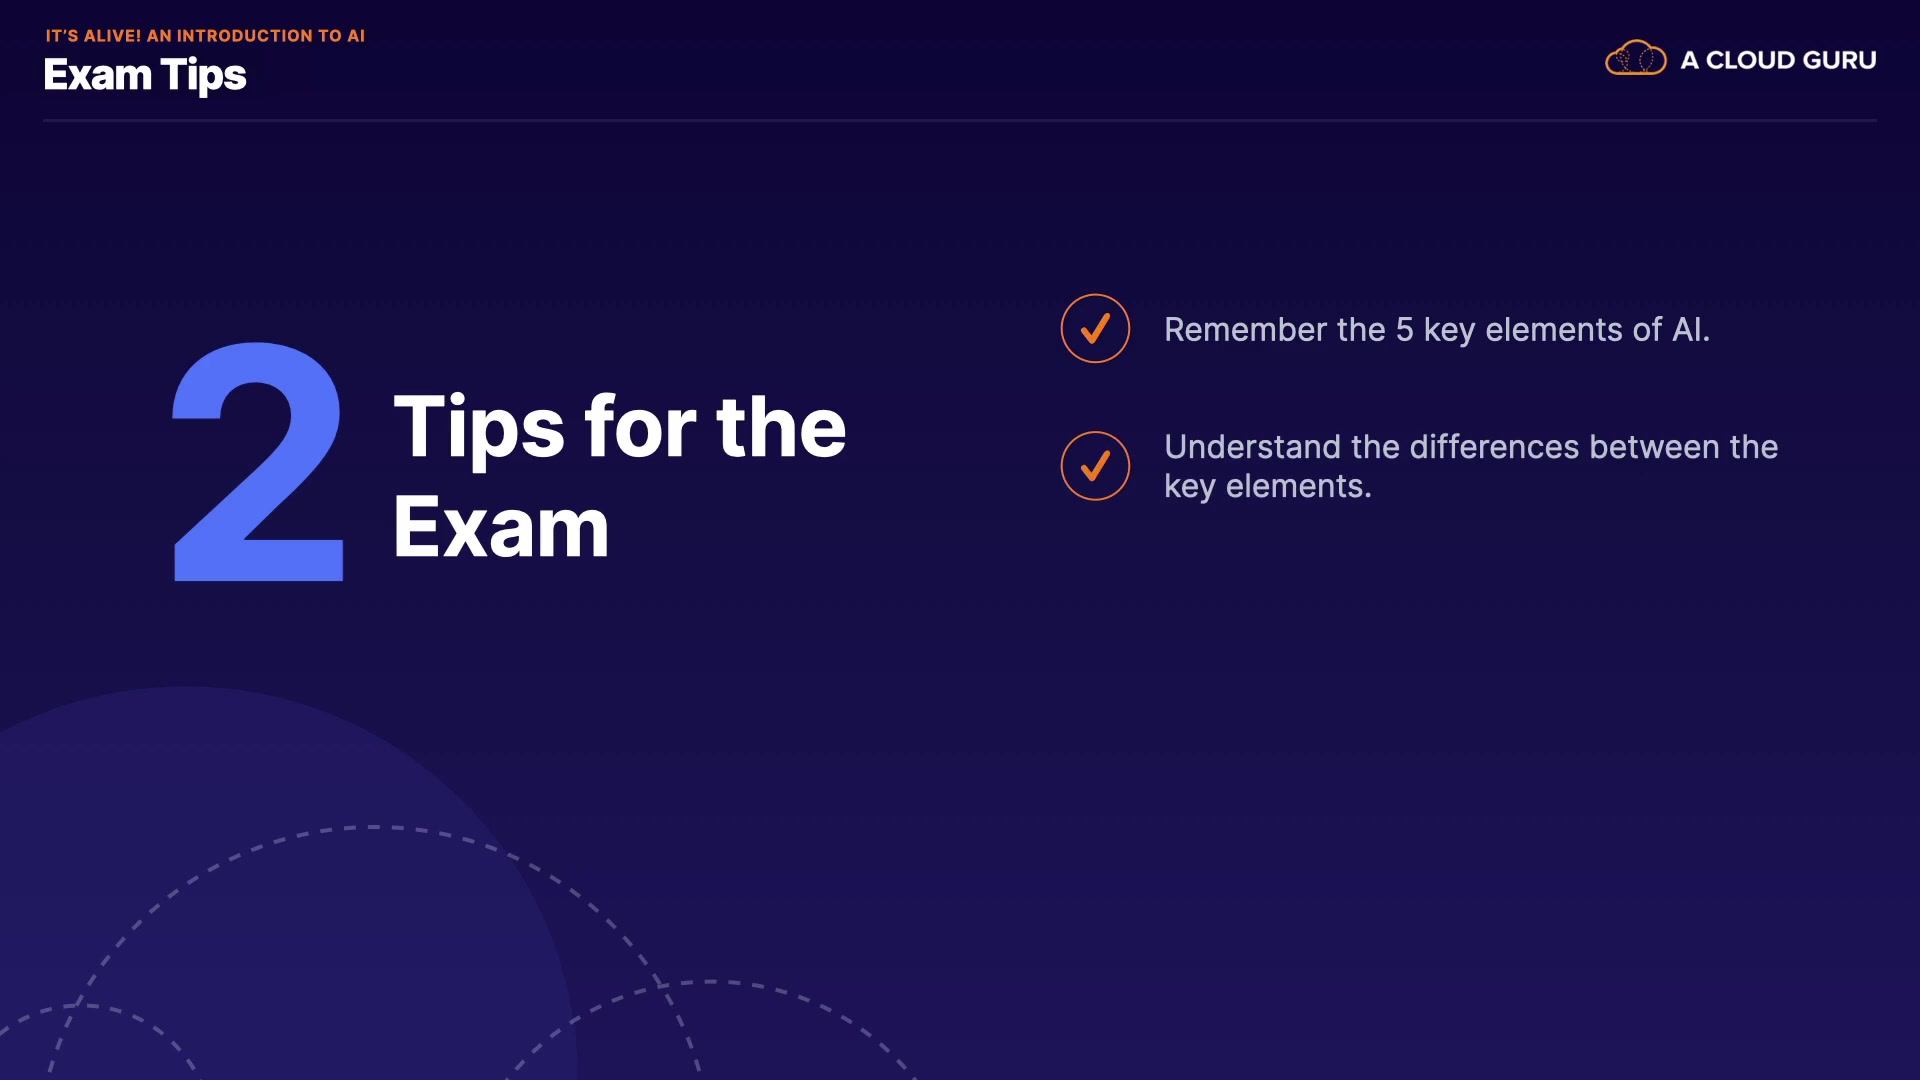 IT'S ALIVE! AN INTRODUCTION TO AI
Exam Tips
A CLOUD GURU
2
Tips for the
Exam
Remember the 5 key elements of AI.
Understand the differences between the
key elements.